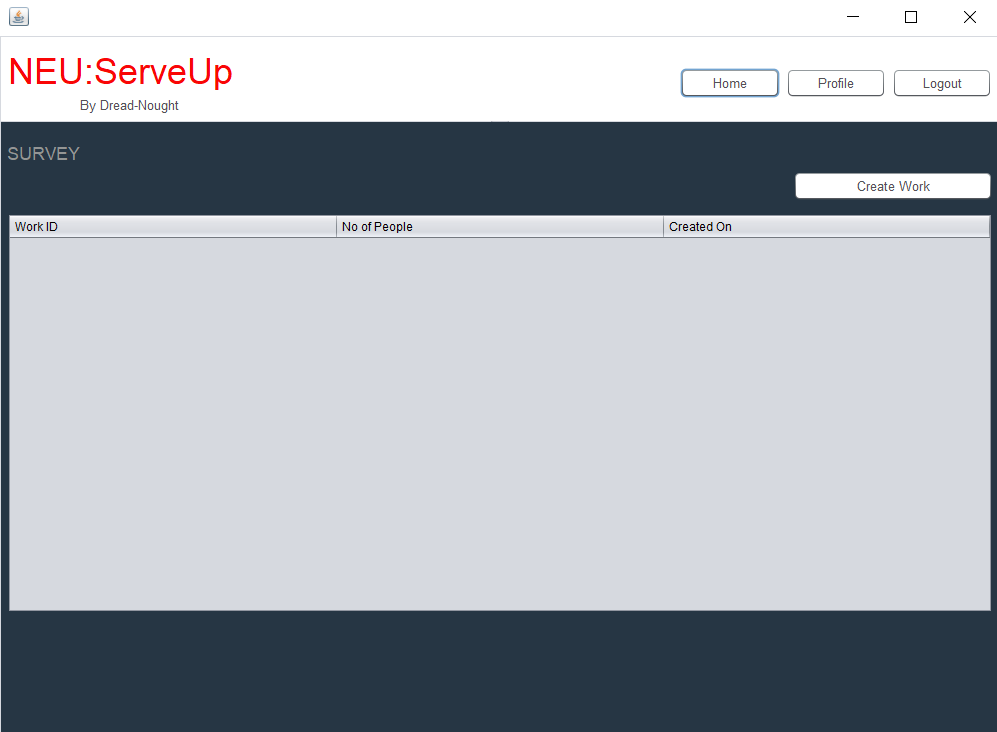 NEU:ServeUp
By Dread-Nought
Home Profile Logout
SURVEY
Create Work
Work ID No of People Created On